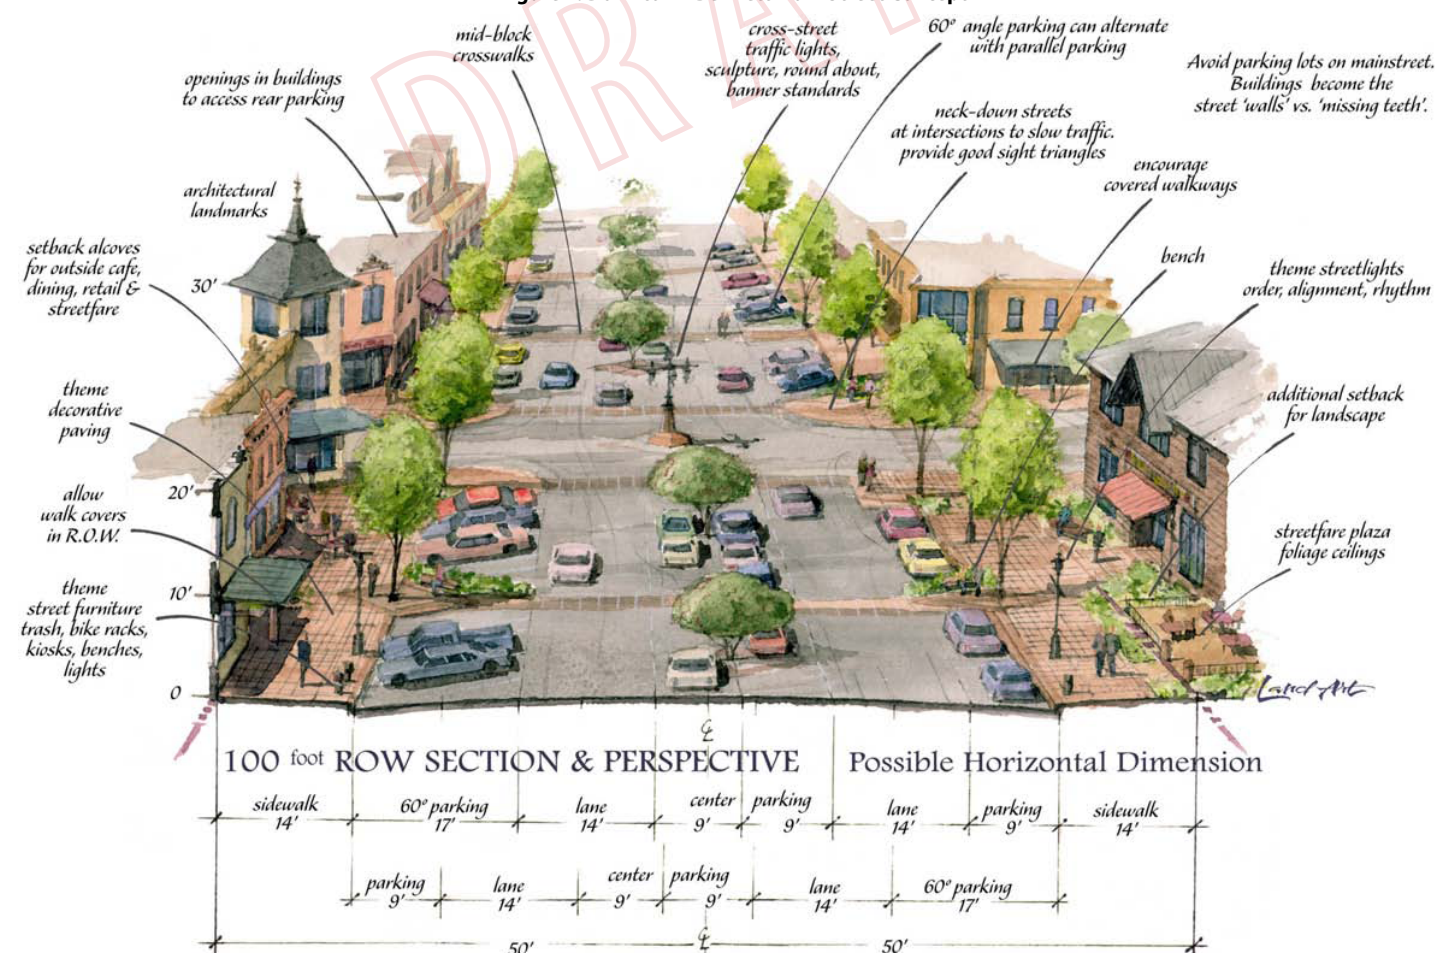 DRA
mid-block
crosswalks
cross-street
traffic lights,
sculpture, round about,
banner standards
60° angle parking can alternate
with parallel parking
Avoid parking lots on mainstreet.
Buildings become the
street 'walls' vs. 'missing teeth'.
openings in buildings
to access rear parking
neck-down streets
at intersections to slow traffic.
provide good sight triangles
encourage
covered walkways
architectural
landmarks
setback alcoves
for outside cafe,
dining, retail &
streetfare
30'
bench
theme streetlights
order, alignment, rhythm
theme
decorative
paving
additional setback
for landscape
allow
walk covers
in R.O.W.
20'
streetfare plaza
foliage ceilings
theme
street furniture
trash, bike racks,
kiosks, benches,
lights
10'
0
Land Art
100 foot ROW SECTION & PERSPECTIVE
Possible Horizontal Dimension
sidewalk 60° parking lane center parking lane parking sidewalk
14' 17' 14' 9' 9' 14' 9' 14'
parking lane center parking lane 60° parking
9' 14' 9' 9' 14' 17'
50' 50'